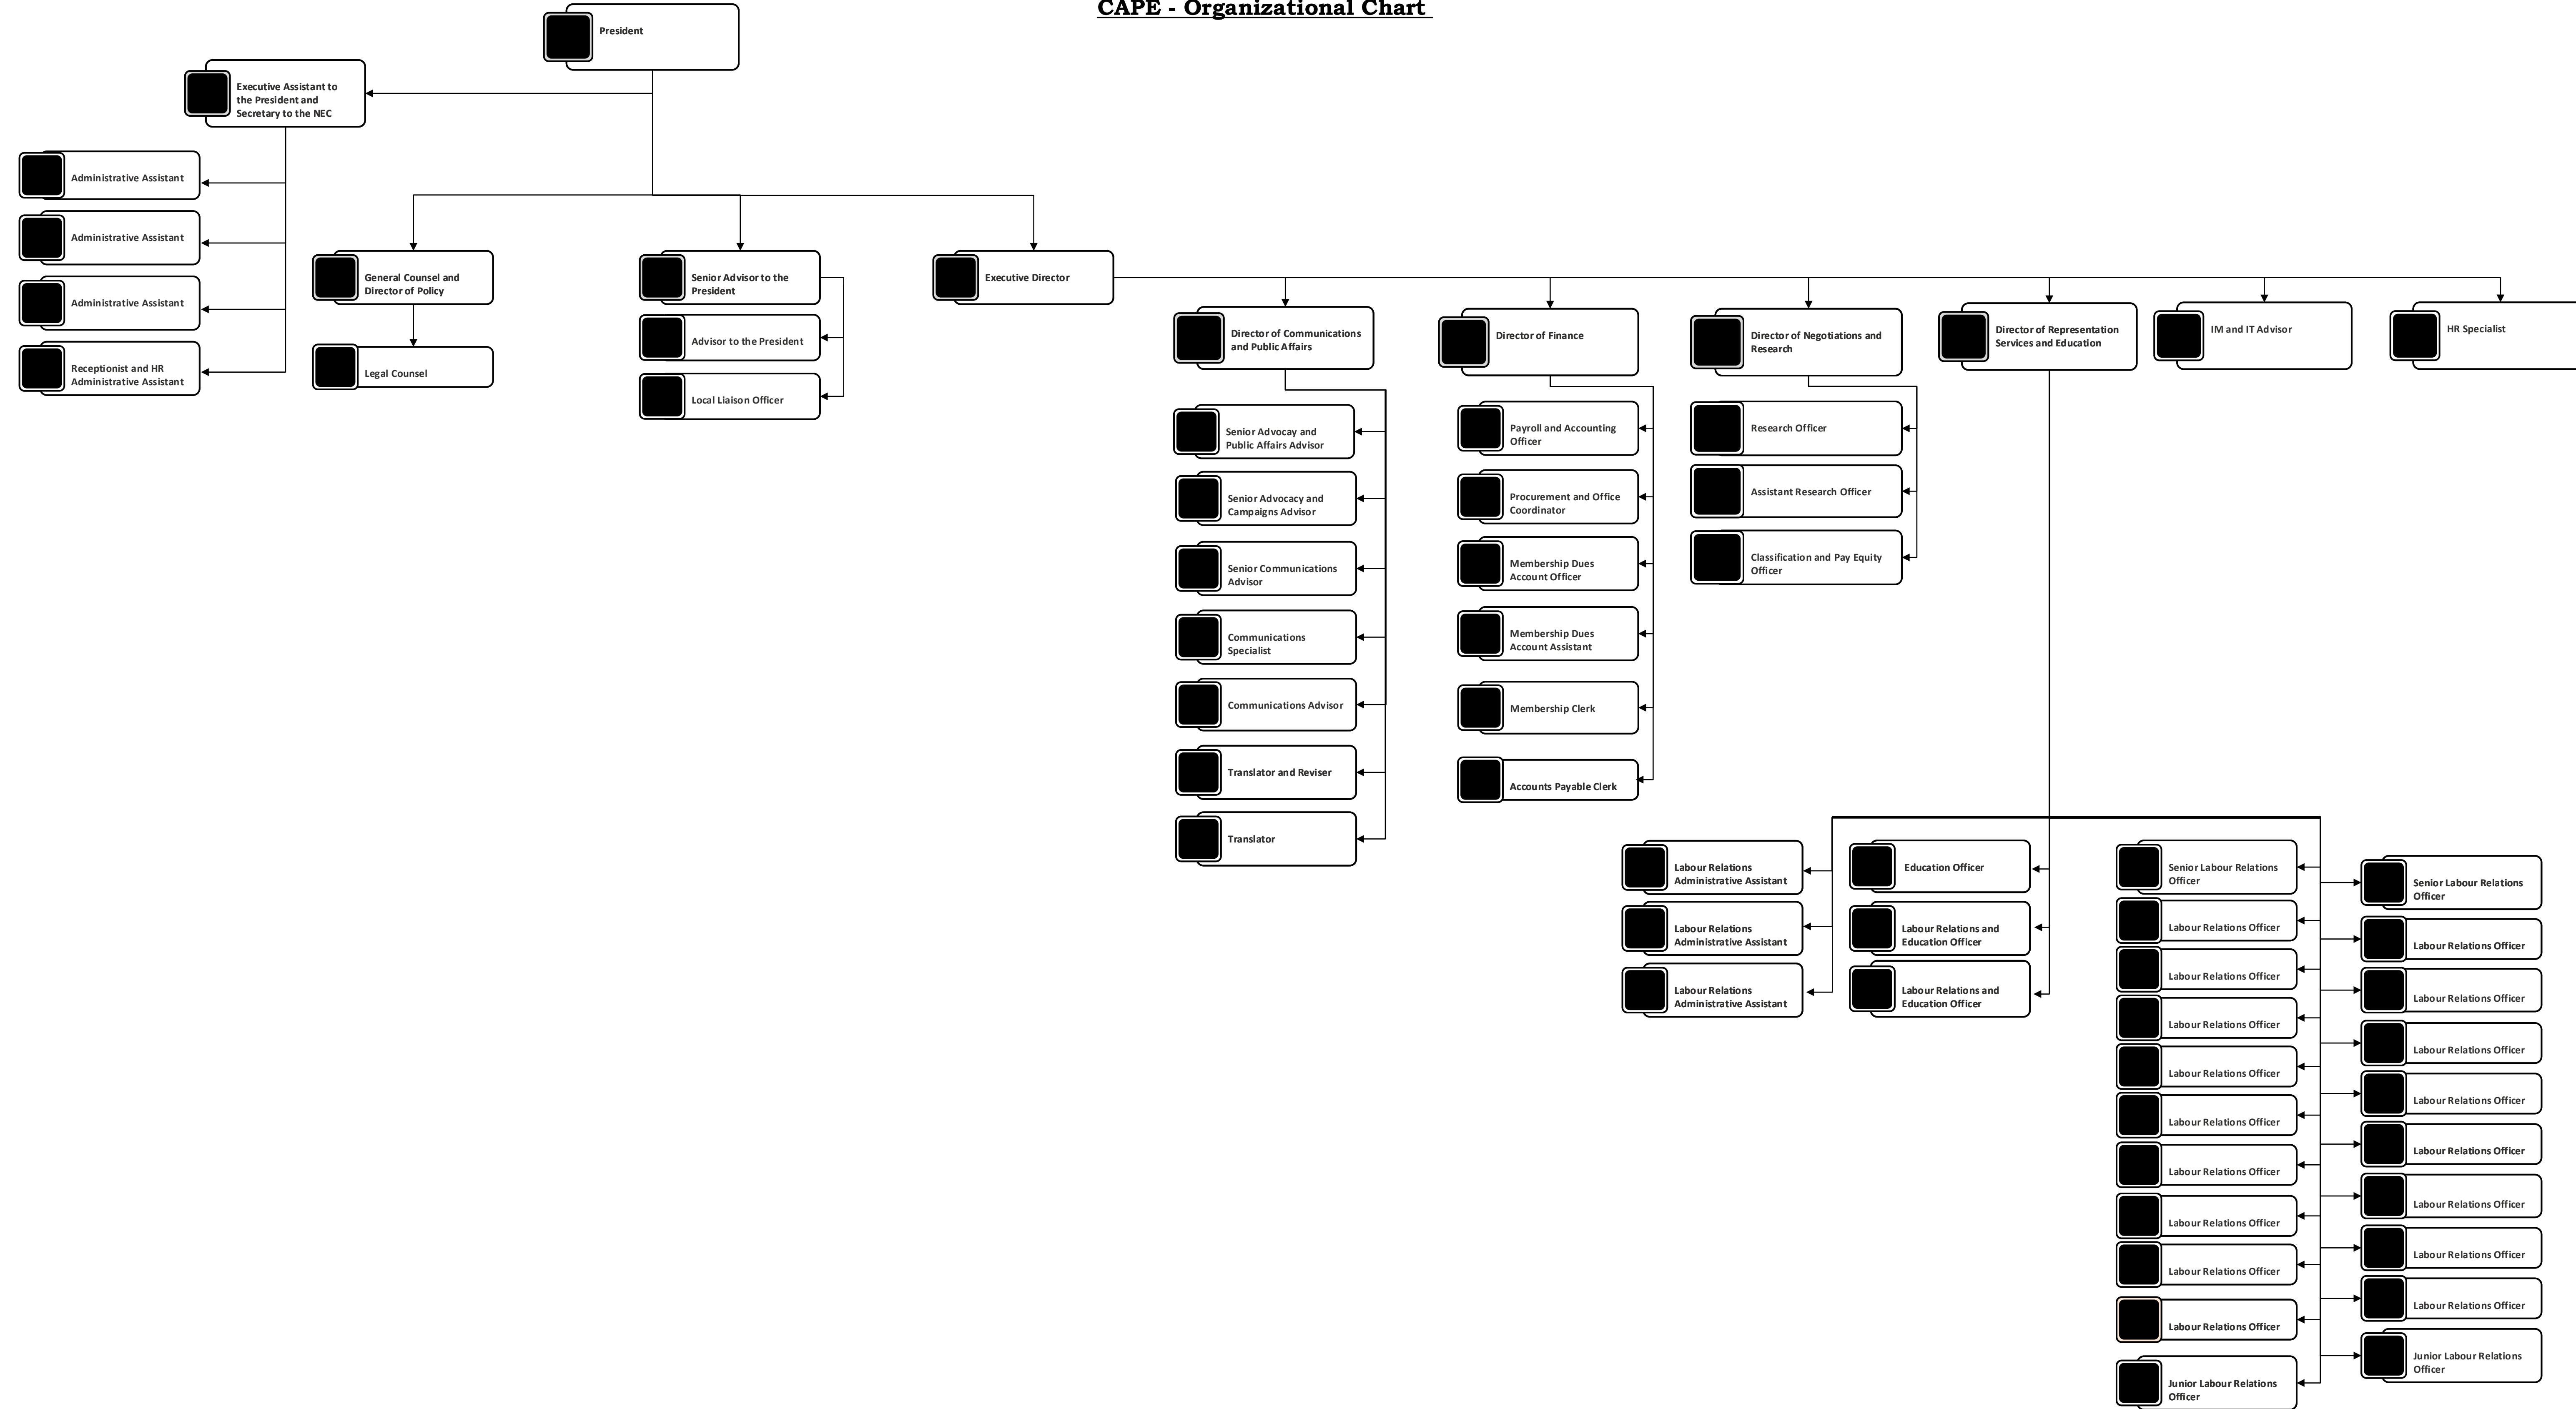 CAPE - Organizational Chart
President
Executive Assistant to
the President and
Secretary to the NEC
Administrative Assistant
Administrative Assistant
Administrative Assistant
Receptionist and HR
Administrative Assistant
General Counsel and
Director of Policy
Legal Counsel
Senior Advisor to the
President
Advisor to the President
Local Liaison Officer
Executive Director
Director of Communications
and Public Affairs
Senior Advocay and
Public Affairs Advisor
Senior Advocacy and
Campaigns Advisor
Senior Communications
Advisor
Communications
Specialist
Communications Advisor
Translator and Reviser
Translator
Director of Finance
Payroll and Accounting
Officer
Procurement and Office
Coordinator
Membership Dues
Account Officer
Membership Dues
Account Assistant
Membership Clerk
Accounts Payable Clerk
Director of Negotiations and
Research
Research Officer
Assistant Research Officer
Classification and Pay Equity
Officer
Director of Representation
Services and Education
IM and IT Advisor
HR Specialist
Labour Relations
Administrative Assistant
Labour Relations
Administrative Assistant
Labour Relations
Administrative Assistant
Education Officer
Labour Relations and
Education Officer
Labour Relations and
Education Officer
Senior Labour Relations
Officer
Labour Relations Officer
Labour Relations Officer
Labour Relations Officer
Labour Relations Officer
Labour Relations Officer
Labour Relations Officer
Labour Relations Officer
Labour Relations Officer
Labour Relations Officer
Junior Labour Relations
Officer
Senior Labour Relations
Officer
Labour Relations Officer
Labour Relations Officer
Labour Relations Officer
Labour Relations Officer
Labour Relations Officer
Labour Relations Officer
Labour Relations Officer
Labour Relations Officer
Junior Labour Relations
Officer